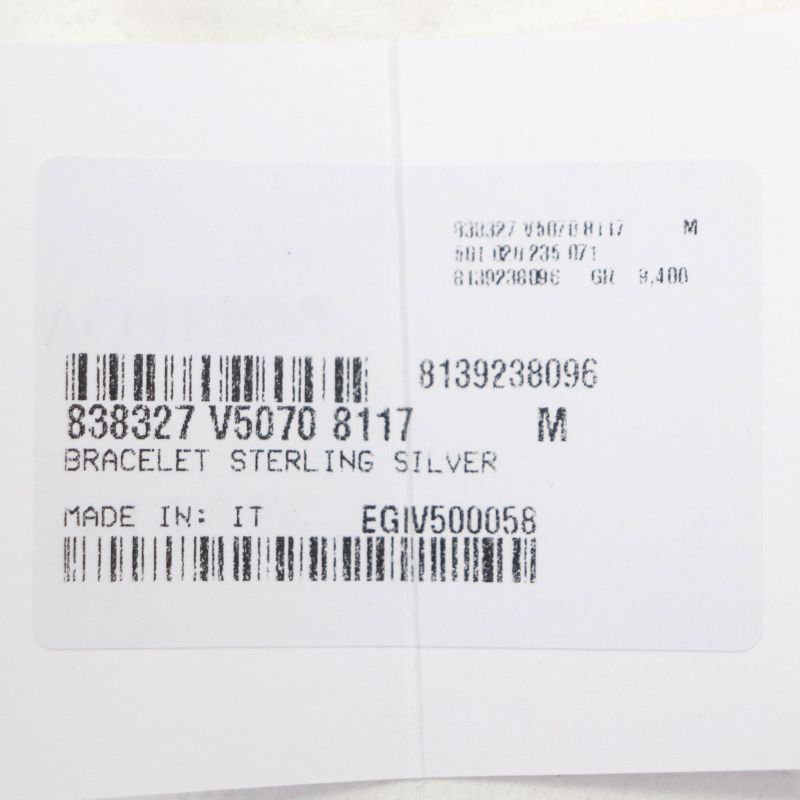 838327 V5070 8117 M
501 020 235 071
8139238096 GR 9,400
8139238096
838327 V5070 8117 M
BRACELET STERLING SILVER
MADE IN: IT EGIV500058